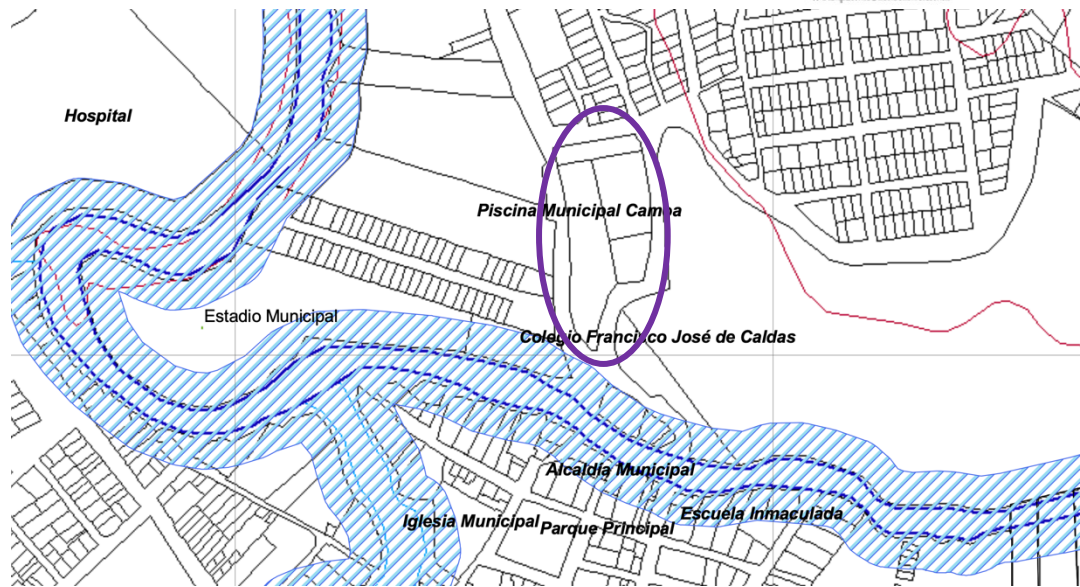 Hospital
Piscina Municipal Camoa
Estadio Municipal
Colegio Francisco José de Caldas
Alcaldía Municipal
Escuela Inmaculada
Iglesia Municipal
Parque Principal